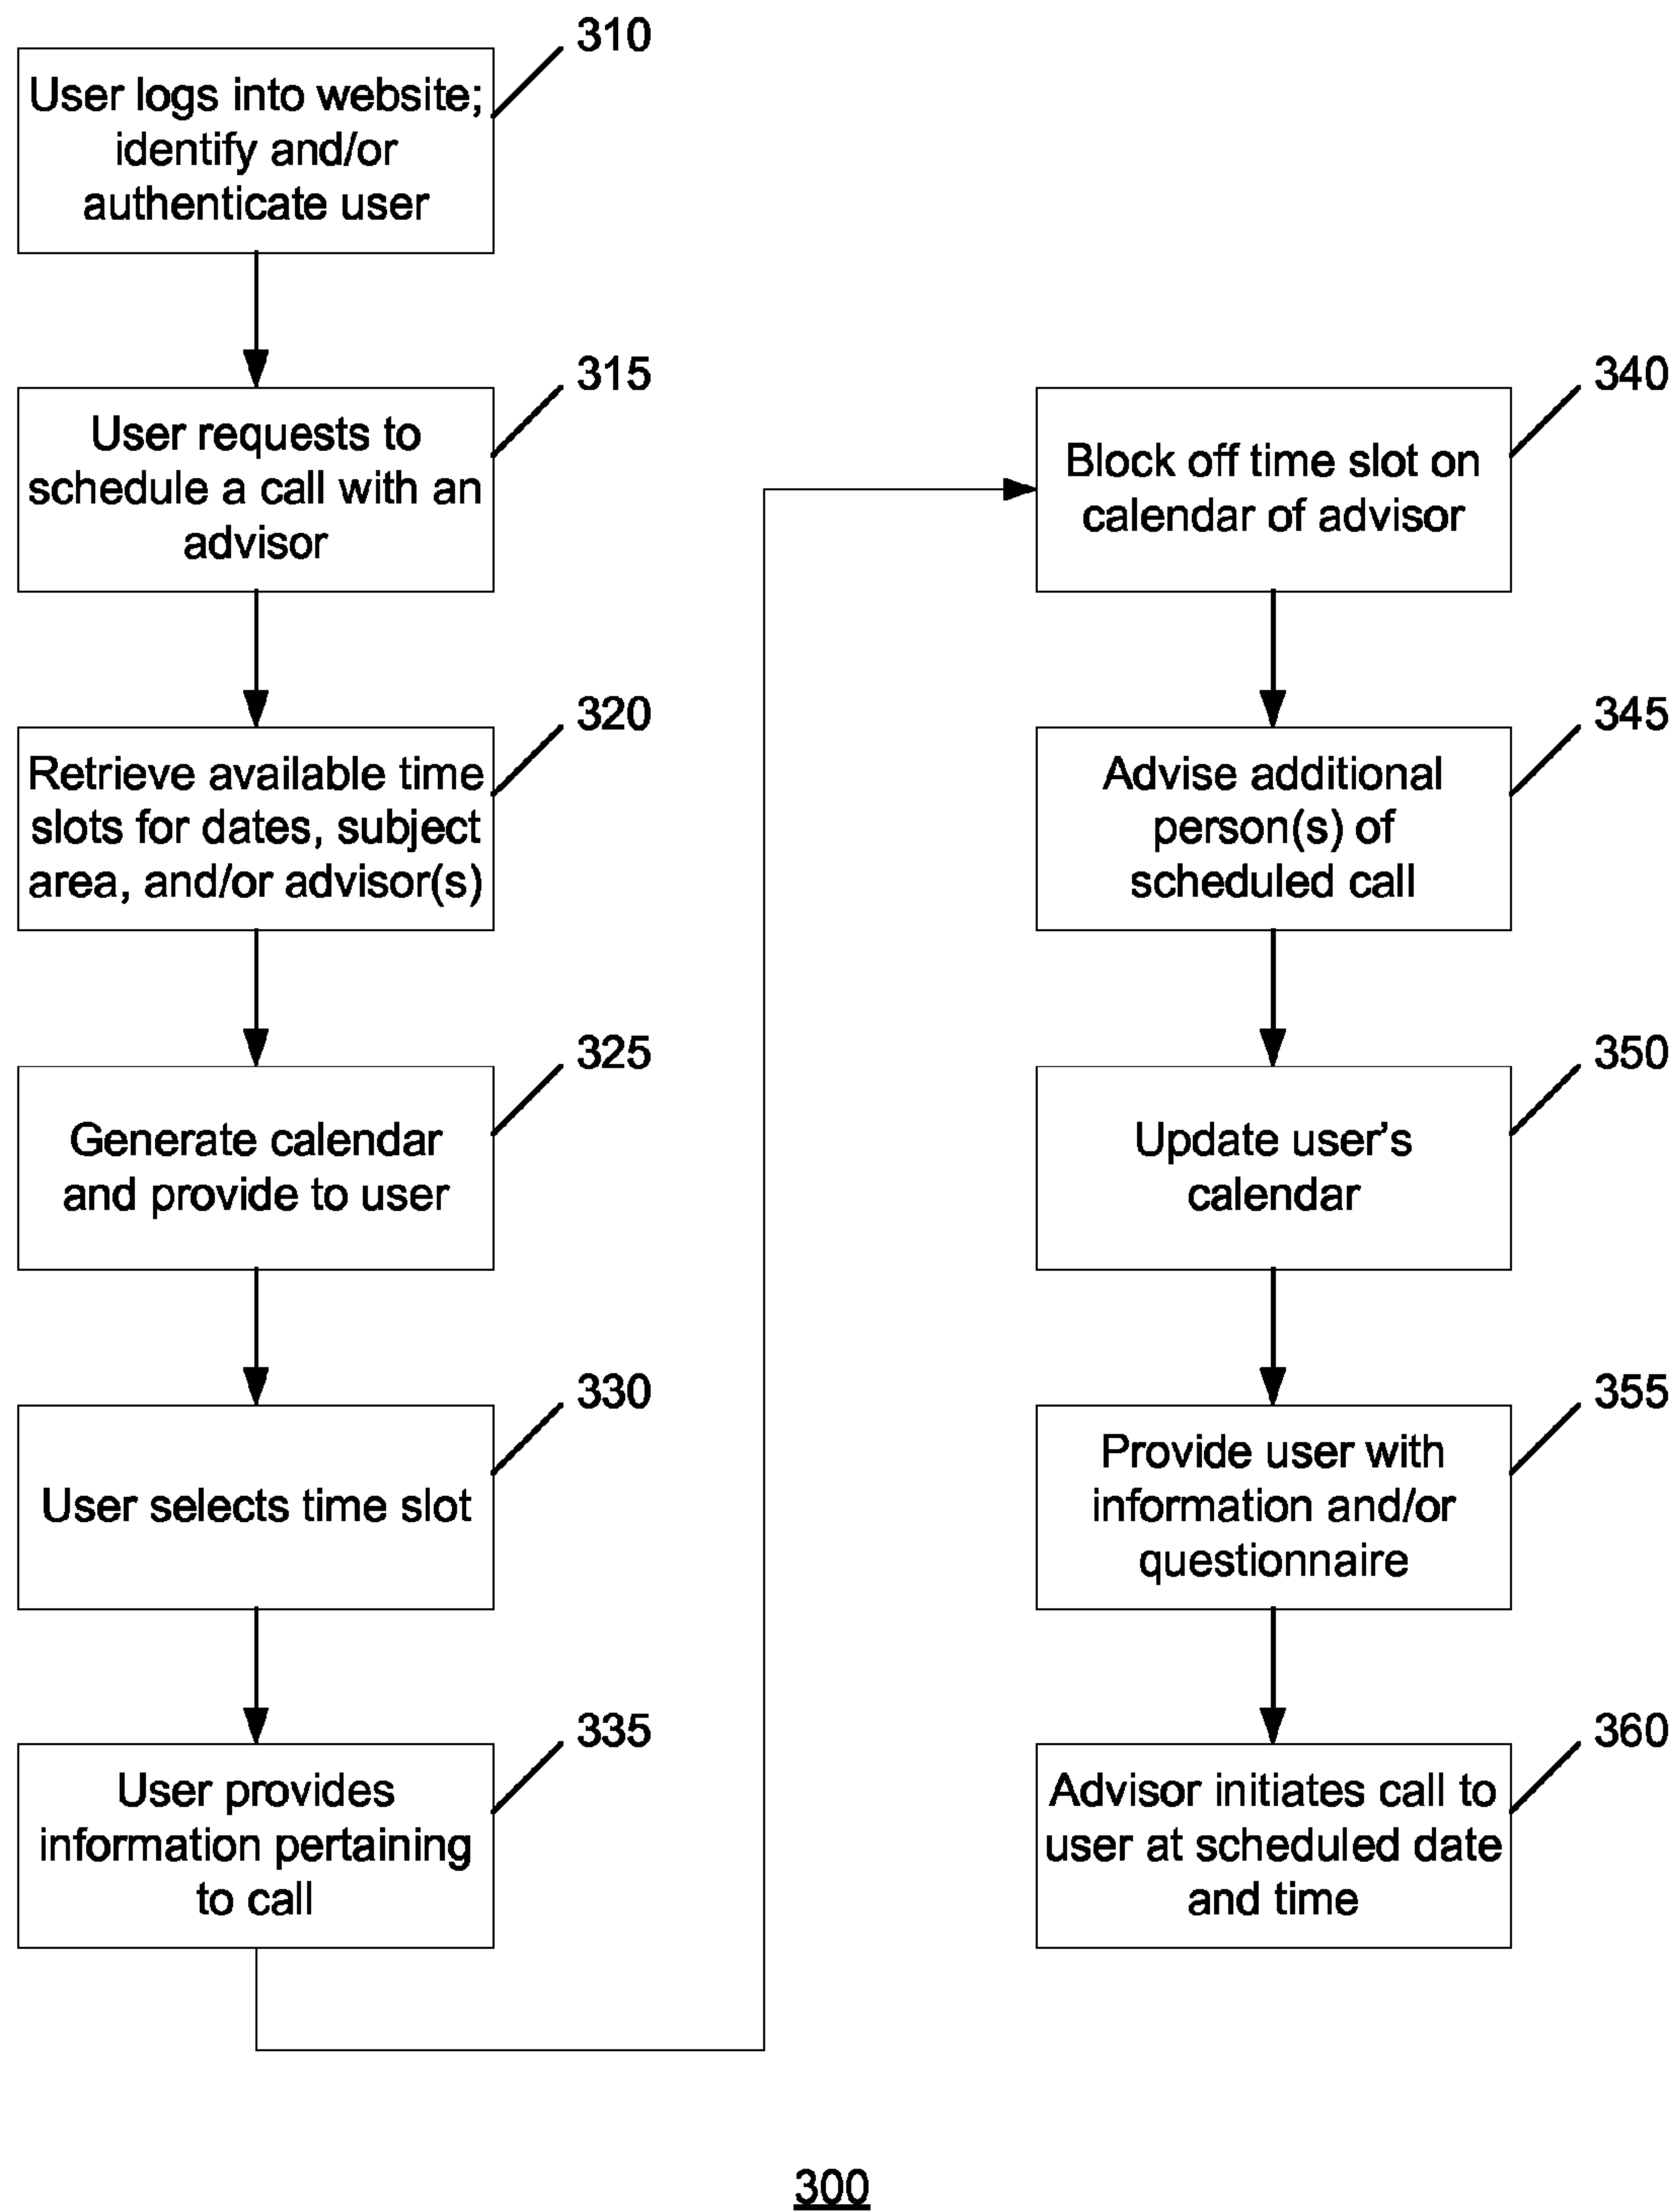 310
User logs into website;
identify and/or
authenticate user
315
User requests to
schedule a call with an
advisor
320
Retrieve available time
slots for dates, subject
area, and/or advisor(s)
325
Generate calendar
and provide to user
330
User selects time slot
335
User provides
information pertaining
to call
340
Block off time slot on
calendar of advisor
345
Advise additional
person(s) of
scheduled call
350
Update user’s
calendar
355
Provide user with
information and/or
questionnaire
360
Advisor initiates call to
user at scheduled date
and time
300